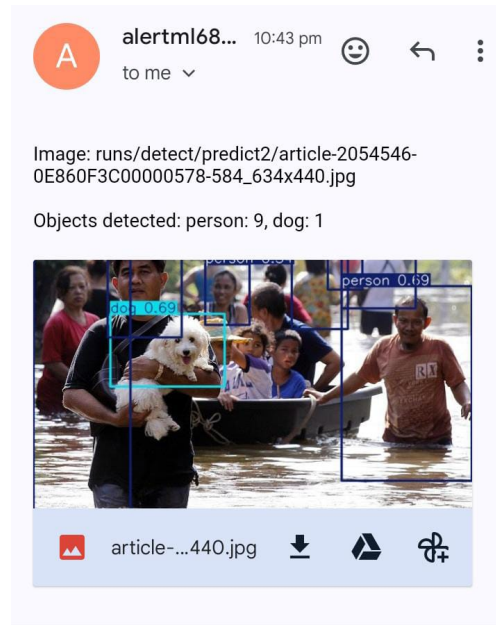 A
alertml68... 10:43 pm
to me
Image: runs/detect/predict2/article-2054546-
0E860F3C00000578-584_634x440.jpg
Objects detected: person: 9, dog: 1
person 0.69
dog 0.69
RX
article-...440.jpg